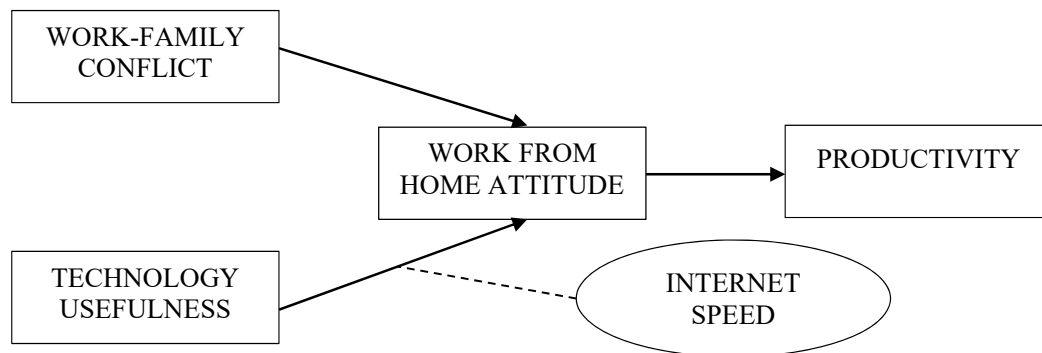 WORK-FAMILY
CONFLICT
WORK FROM
HOME ATTITUDE
PRODUCTIVITY
TECHNOLOGY
USEFULNESS
INTERNET
SPEED